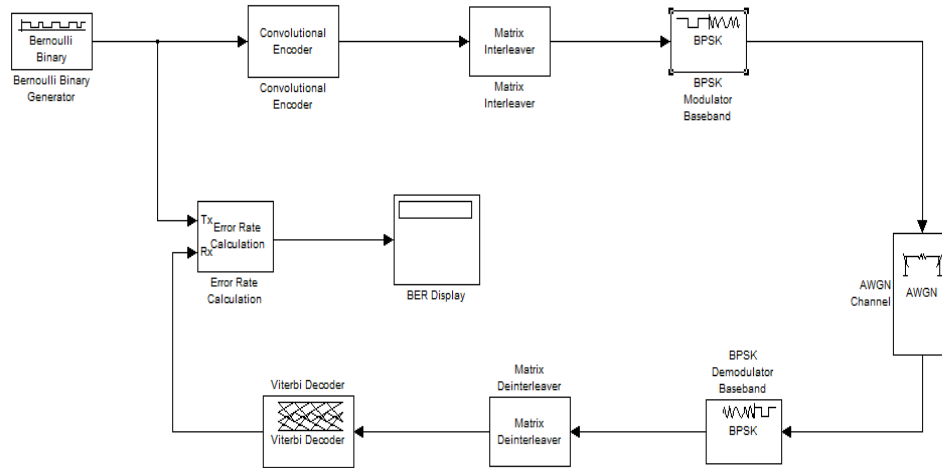 Bernoulli
Binary
Bernoulli Binary
Generator
Convolutional
Encoder
Convolutional
Encoder
Matrix
Interleaver
Matrix
Interleaver
BPSK
BPSK
Modulator
Baseband
Tx
Rx
Error Rate
Calculation
Error Rate
Calculation
BER Display
AWGN
Channel
AWGN
Viterbi Decoder
Viterbi Decoder
Matrix
Deinterleaver
Matrix
Deinterleaver
BPSK
Demodulator
Baseband
BPSK